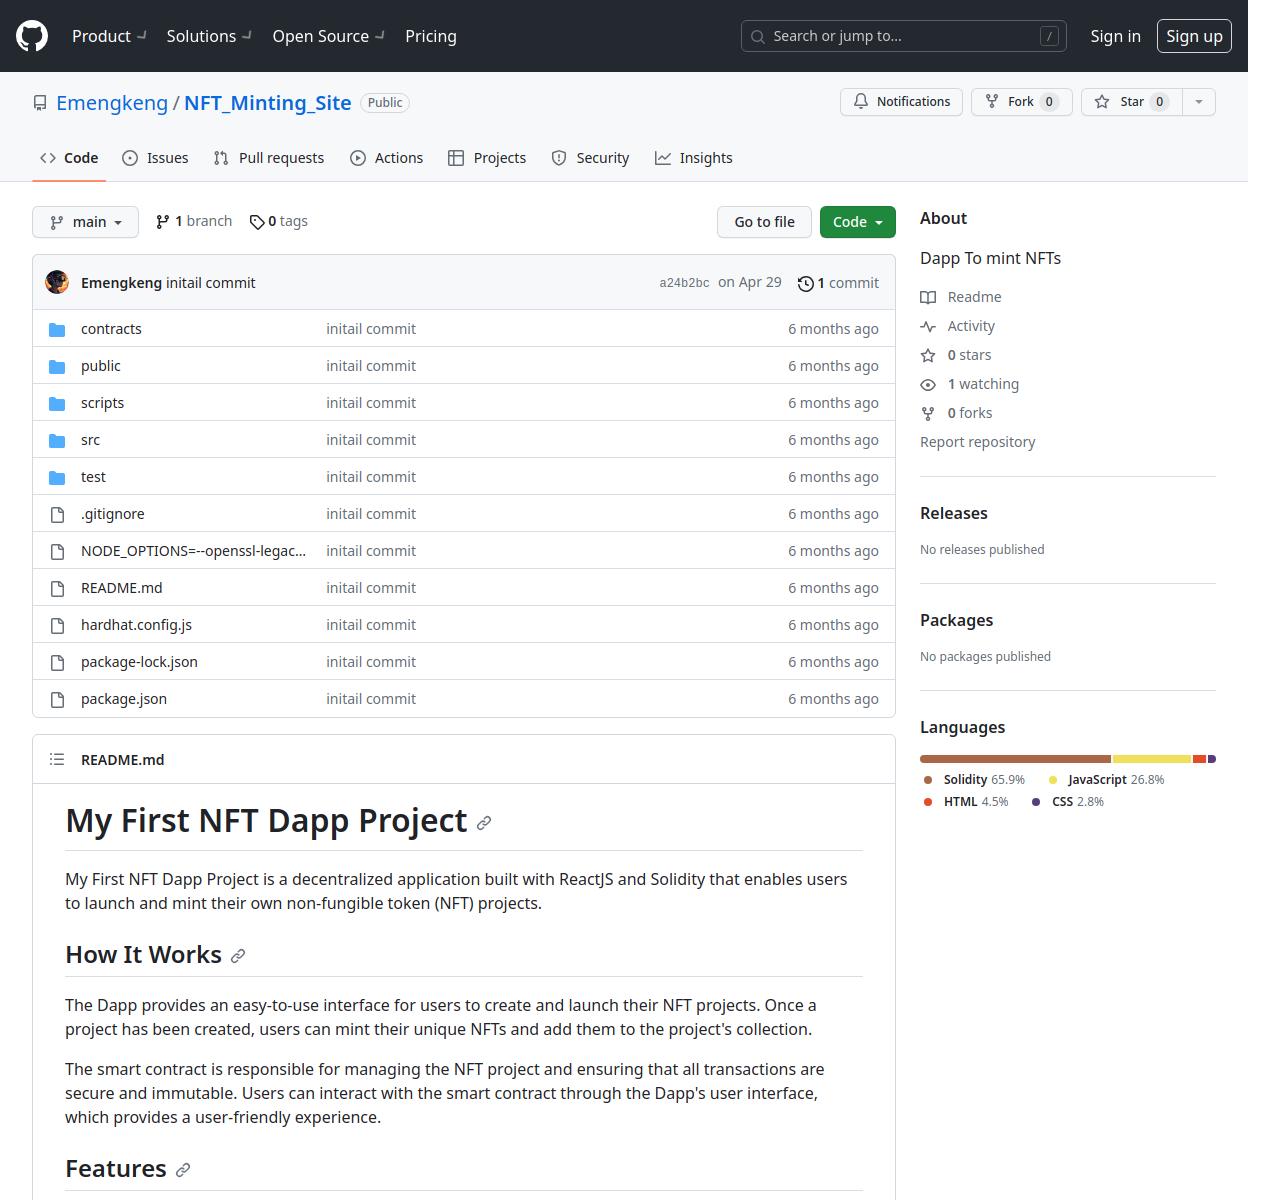 Product Solutions Open Source Pricing Search or jump to... / Sign in Sign up
Emengkeng / NFT_Minting_Site Public Notifications Fork 0 Star 0
Code Issues Pull requests Actions Projects Security Insights
main 1 branch 0 tags Go to file Code
Emengkeng initail commit a24b2bc on Apr 29 1 commit
contracts initail commit 6 months ago
public initail commit 6 months ago
scripts initail commit 6 months ago
src initail commit 6 months ago
test initail commit 6 months ago
.gitignore initail commit 6 months ago
NODE_OPTIONS=--openssl-legac... initail commit 6 months ago
README.md initail commit 6 months ago
hardhat.config.js initail commit 6 months ago
package-lock.json initail commit 6 months ago
package.json initail commit 6 months ago
README.md
My First NFT Dapp Project
My First NFT Dapp Project is a decentralized application built with ReactJS and Solidity that enables users
to launch and mint their own non-fungible token (NFT) projects.
How It Works
The Dapp provides an easy-to-use interface for users to create and launch their NFT projects. Once a
project has been created, users can mint their unique NFTs and add them to the project's collection.
The smart contract is responsible for managing the NFT project and ensuring that all transactions are
secure and immutable. Users can interact with the smart contract through the Dapp's user interface,
which provides a user-friendly experience.
Features
About
Dapp To mint NFTs
Readme
Activity
0 stars
1 watching
0 forks
Report repository
Releases
No releases published
Packages
No packages published
Languages
Solidity 65.9% JavaScript 26.8%
HTML 4.5% CSS 2.8%